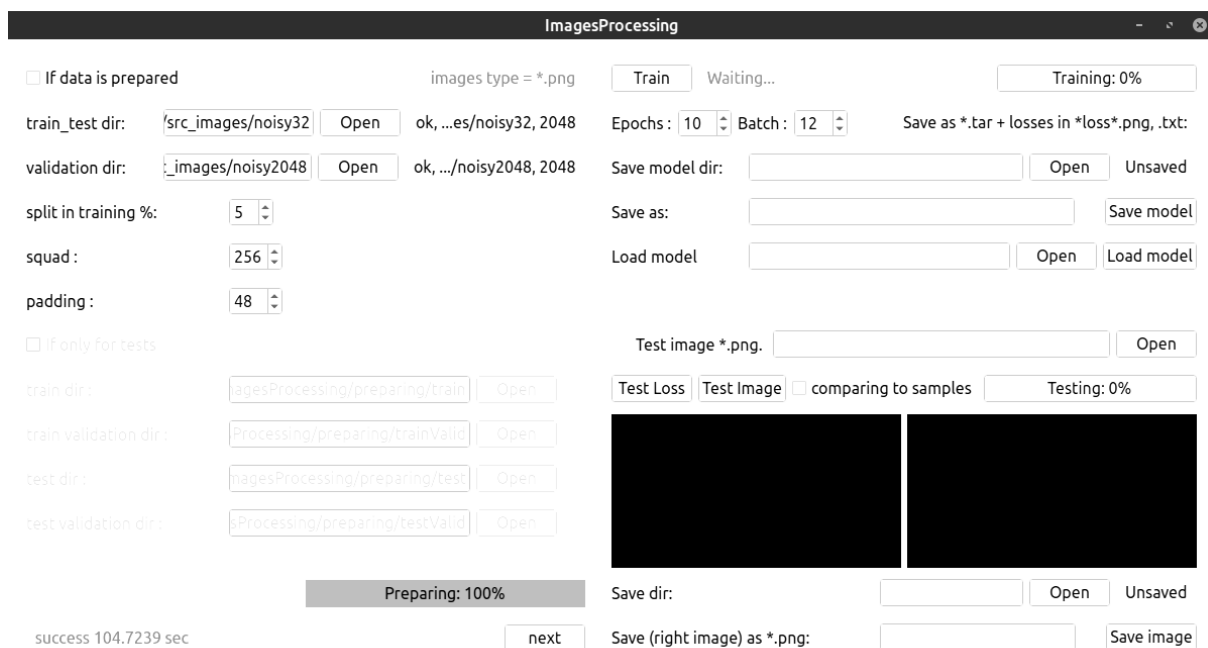 ImagesProcessing
If data is prepared
images type = *.png
train_test dir: /src_images/noisy32 Open ok, ...es/noisy32, 2048
validation dir: :_images/noisy2048 Open ok, .../noisy2048, 2048
split in training %: 5
squad : 256
padding : 48
If only for tests
train dir.: nagesProcessing/preparing/train Open
train validation dir : Processing/preparing/trainValid Open
test dir : magesProcessing/preparing/test Open
test validation dir : sProcessing/preparing/testValid Open
Preparing: 100%
success 104.7239 sec
next
Train Waiting... Training: 0%
Epochs : 10 Batch : 12 Save as *.tar + losses in *loss*.png, .txt:
Save model dir: Open Unsaved
Save as: Save model
Load model Open Load model
Test image *.png. Open
Test Loss Test Image comparing to samples Testing: 0%
Save dir: Open Unsaved
Save (right image) as *.png: Save image